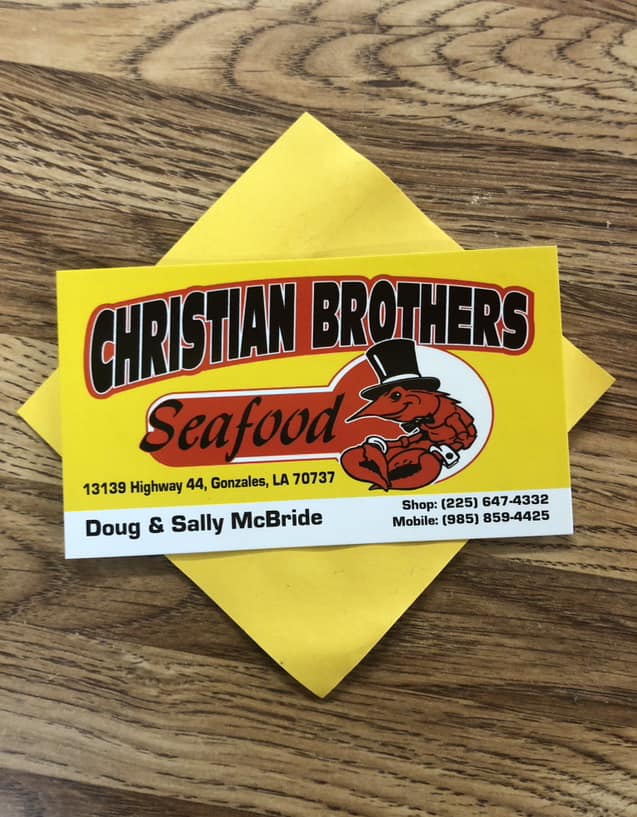 CHRISTIAN BROTHERS
Seafood
13139 Highway 44, Gonzales, LA 70737
Doug & Sally McBride
Shop: (225) 647-4332
Mobile: (985) 859-4425